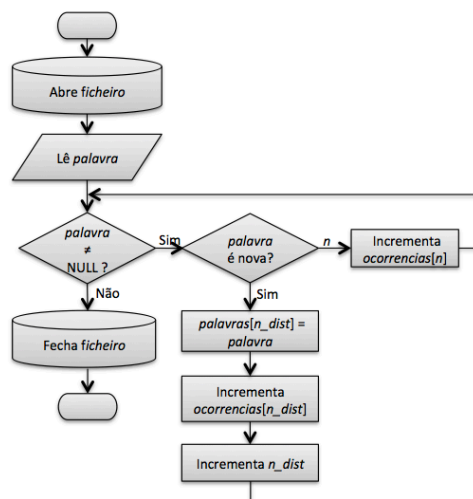 Abre ficheiro
Lê palavra
palavra
≠
NULL ?
Sim
palavra
é nova?
n
Incrementa
ocorrencias[n]
Não
Sim
Fecha ficheiro
palavras[n_dist] =
palavra
Incrementa
ocorrencias[n_dist]
Incrementa n_dist